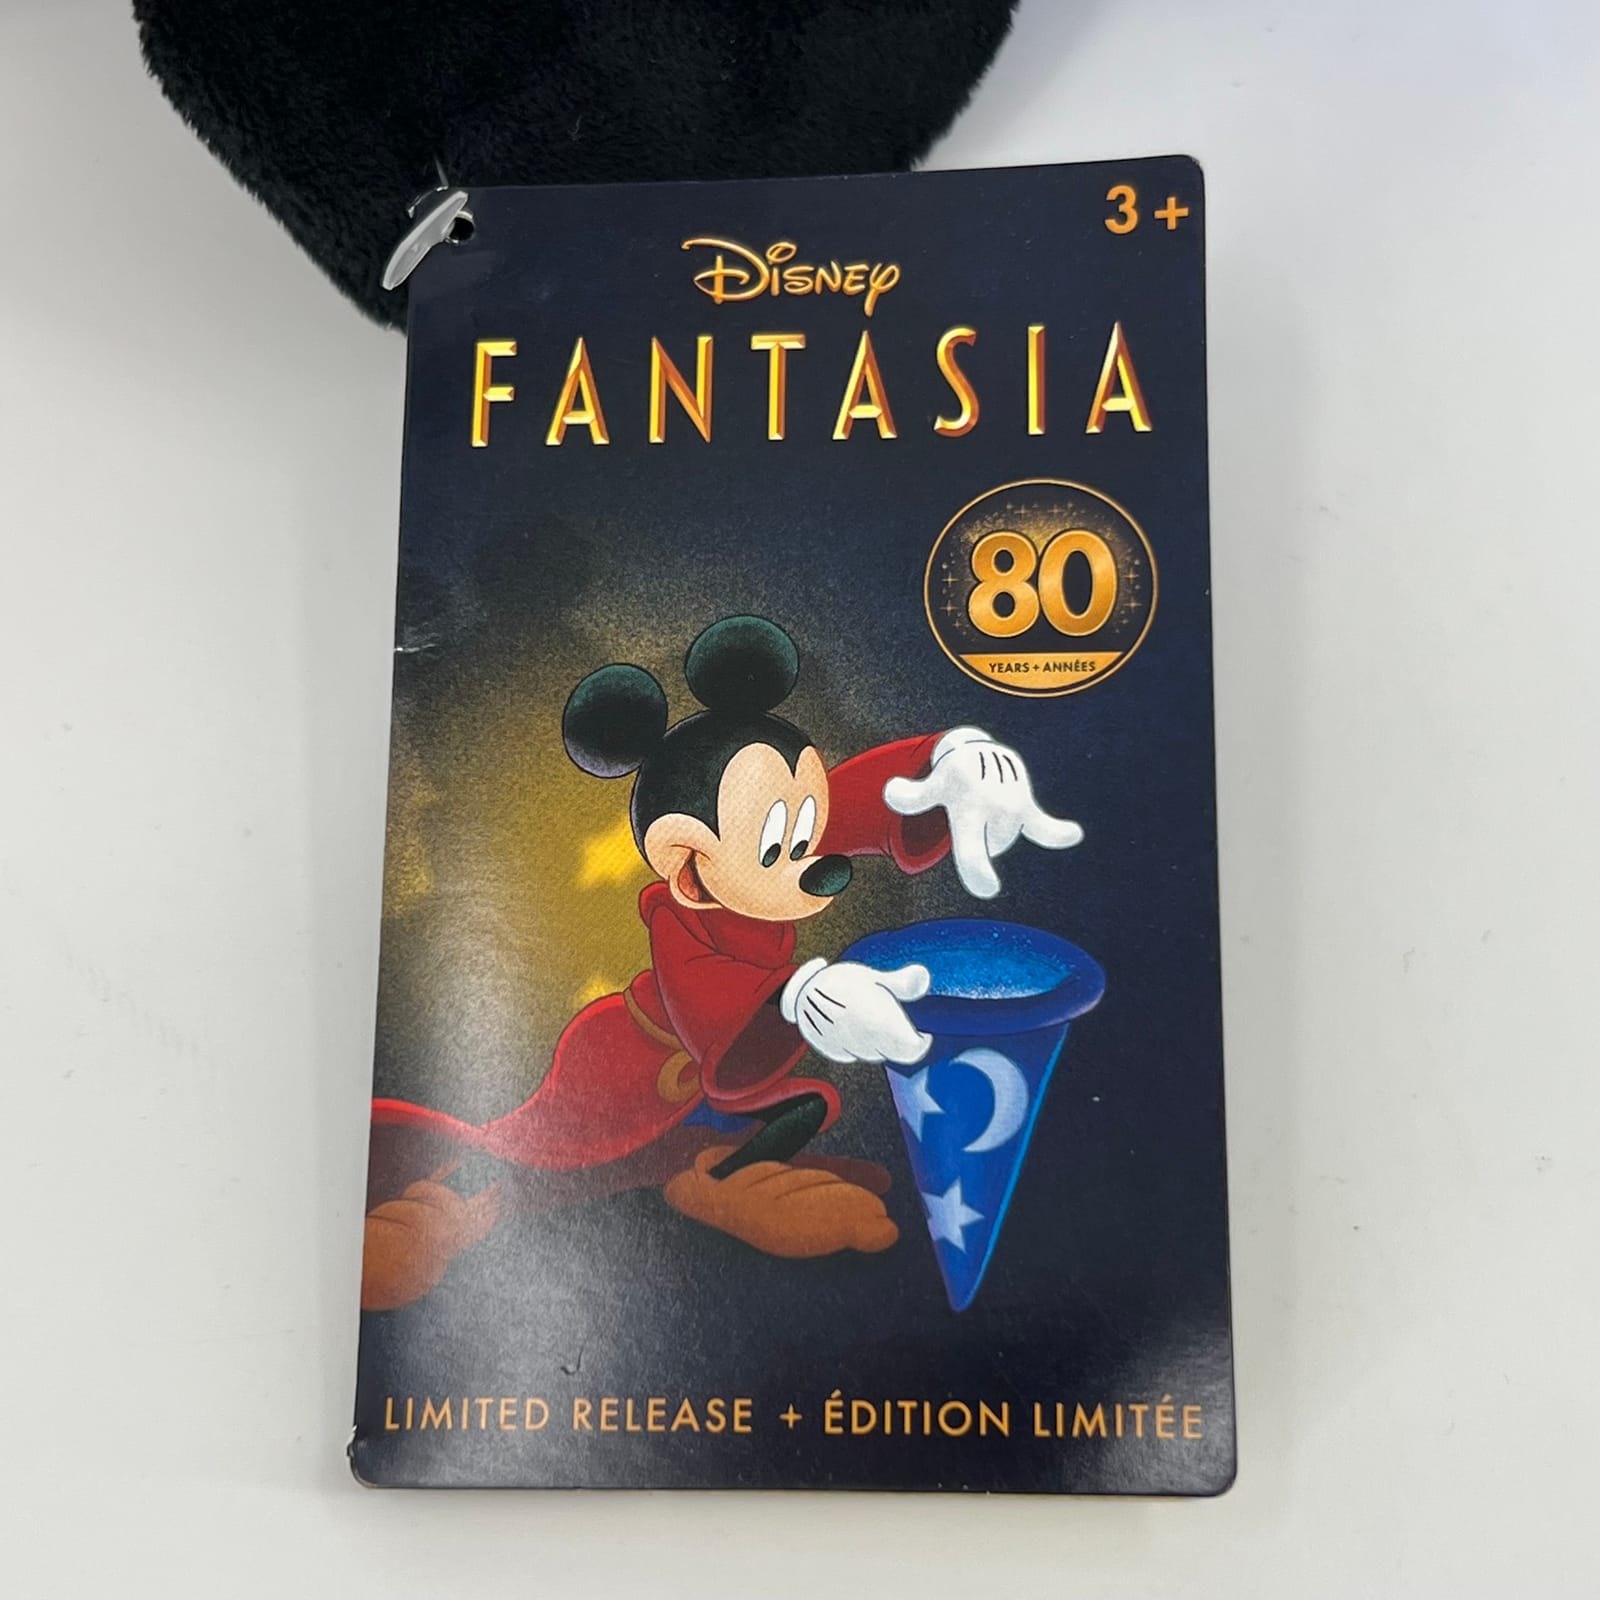 3+
Disney
FANTASIA
80
YEARS + ANNÉES
LIMITED RELEASE + ÉDITION LIMITÉE